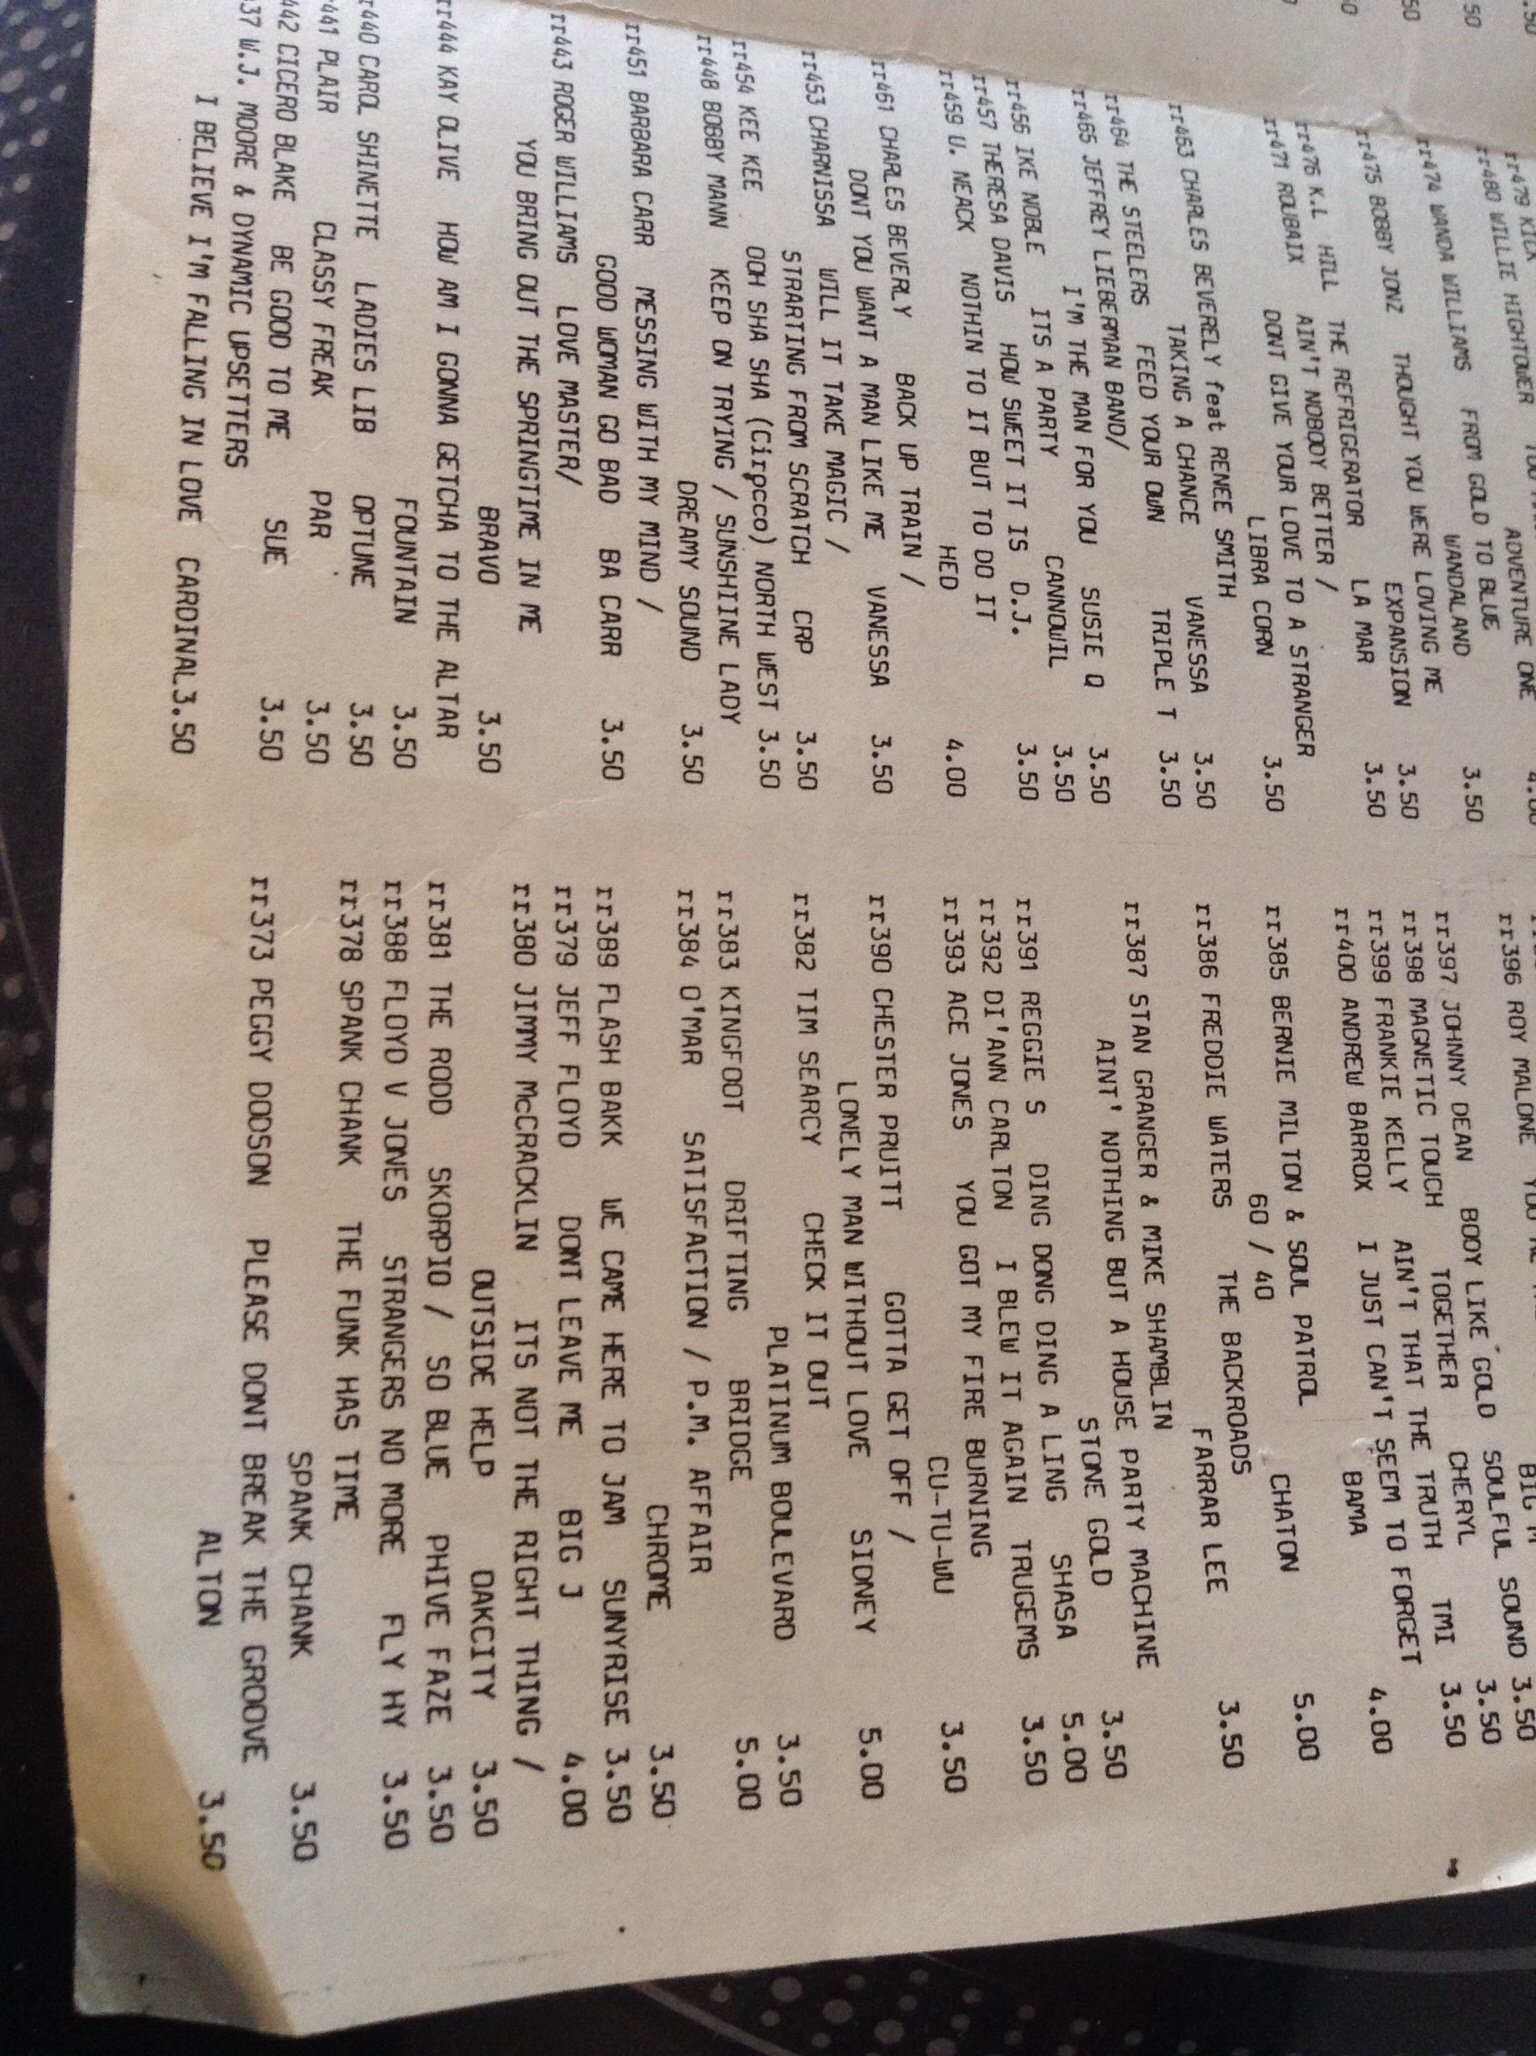 rr479 KICK
rr480 WILLIE HIGHTOWER ADVENTURE ONE
rr474 WANDA WILLIAMS FROM GOLD TO BLUE
WANDALAND 3.50
rr475 BOBBY JONZ THOUGHT YOU WERE LOVING ME
EXPANSION 3.50
rr476 K.L HILL THE REFRIGERATOR LA MAR 3.50
rr471 ROUBAIX AIN'T NOBODY BETTER /
DONT GIVE YOUR LOVE TO A STRANGER
LIBRA CORN 3.50
rr463 CHARLES BEVERELY feat RENEE SMITH
TAKING A CHANCE VANESSA 3.50
rr464 THE STEELERS FEED YOUR OWN TRIPLE T 3.50
rr465 JEFFREY LIEBERMAN BAND/
I'M THE MAN FOR YOU SUSIE Q 3.50
rr456 IKE NOBLE ITS A PARTY CANNOWIL 3.50
rr457 THERESA DAVIS HOW SWEET IT IS D.J. 3.50
rr459 U. NEACK NOTHIN TO IT BUT TO DO IT
HED 4.00
rr461 CHARLES BEVERLY BACK UP TRAIN /
DONT YOU WANT A MAN LIKE ME VANESSA 3.50
rr453 CHARNISSA WILL IT TAKE MAGIC /
STRARTING FROM SCRATCH CRP 3.50
rr454 KEE KEE OOH SHA SHA (Cirocco) NORTH WEST 3.50
rr448 BOBBY MANN KEEP ON TRYING / SUNSHIINE LADY
DREAMY SOUND 3.50
rr451 BARBARA CARR MESSING WITH MY MIND /
GOOD WOMAN GO BAD BA CARR 3.50
rr443 ROGER WILLIAMS LOVE MASTER/
YOU BRING OUT THE SPRINGTIME IN ME
BRAVO 3.50
rr444 KAY OLIVE HOW AM I GONNA GETCHA TO THE ALTAR
FOUNTAIN 3.50
rr440 CAROL SHINETTE LADIES LIB OPTUNE 3.50
r441 PLAIR CLASSY FREAK PAR 3.50
442 CICERO BLAKE BE GOOD TO ME SUE 3.50
37 W.J. MOORE & DYNAMIC UPSETTERS
I BELIEVE I'M FALLING IN LOVE CARDINAL3.50
rr396 ROY MALONE BIG M
rr397 JOHNNY DEAN BODY LIKE GOLD SOULFUL SOUND 3.50
rr398 MAGNETIC TOUCH TOGETHER CHERYL 3.50
rr399 FRANKIE KELLY AIN'T THAT THE TRUTH TMI 3.50
rr400 ANDREW BARROX I JUST CAN'T SEEM TO FORGET
BAMA 4.00
rr385 BERNIE MILTON & SOUL PATROL
60 / 40 CHATON 5.00
rr386 FREDDIE WATERS THE BACKROADS
FARRAR LEE 3.50
rr387 STAN GRANGER & MIKE SHAMBLIN
AINT' NOTHING BUT A HOUSE PARTY MACHINE
STONE GOLD 3.50
rr391 REGGIE S DING DONG DING A LING SHASA 5.00
rr392 DI'ANN CARLTON I BLEW IT AGAIN TRUGEMS 3.50
rr393 ACE JONES YOU GOT MY FIRE BURNING
CU-TU-WU 3.50
rr390 CHESTER PRUITT GOTTA GET OFF /
LONELY MAN WITHOUT LOVE SIDNEY 5.00
rr382 TIM SEARCY CHECK IT OUT
PLATINUM BOULEVARD 3.50
rr383 KINGFOOT DRIFTING BRIDGE 5.00
rr384 O'MAR SATISFACTION / P.M. AFFAIR
CHROME 3.50
rr389 FLASH BAKK WE CAME HERE TO JAM SUNYRISE 3.50
rr379 JEFF FLOYD DONT LEAVE ME BIG J 4.00
rr380 JIMMY McCRACKLIN ITS NOT THE RIGHT THING /
OUTSIDE HELP OAKCITY 3.50
rr381 THE RODD SKORPIO / SO BLUE PHIVE FAZE 3.50
rr388 FLOYD V JONES STRANGERS NO MORE FLY HY 3.50
rr378 SPANK CHANK THE FUNK HAS TIME
SPANK CHANK 3.50
rr373 PEGGY DODSON PLEASE DONT BREAK THE GROOVE
ALTON 3.50